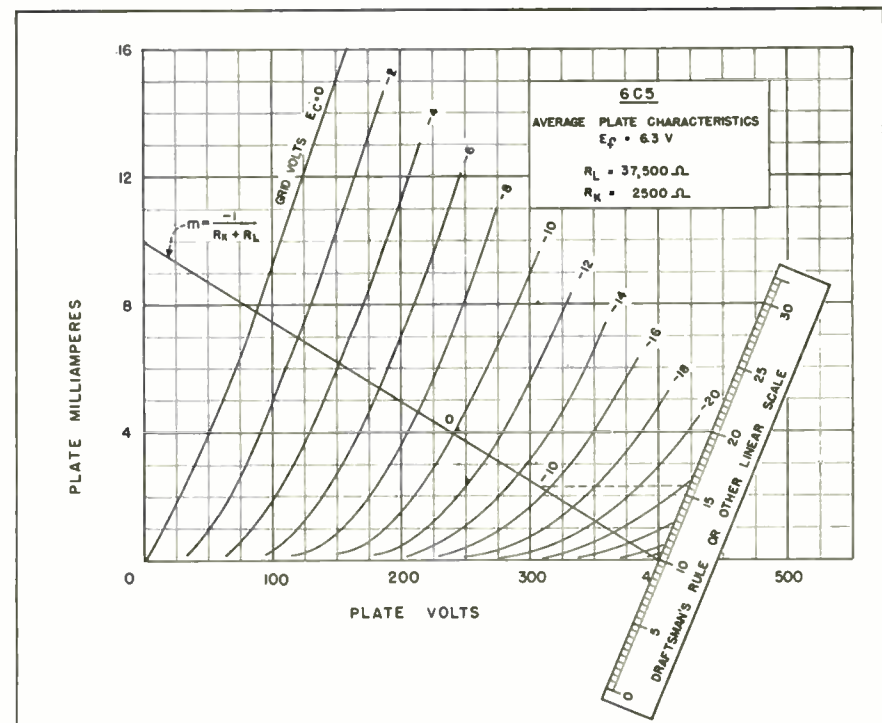 16
12
8
4
0
100
200
300
4
500
PLATE MILLIAMPERES
PLATE VOLTS
GRID VOLTS EC=0
-2
-4
-6
-8
-10
-12
-14
-16
-18
-20
m = -1
RK + RL
0
-10
6C5
AVERAGE PLATE CHARACTERISTICS
Ef = 6.3 V
RL = 37,500 Ω
RK = 2500 Ω
0
5
10
15
20
25
30
DRAFTSMAN'S RULE OR OTHER LINEAR SCALE